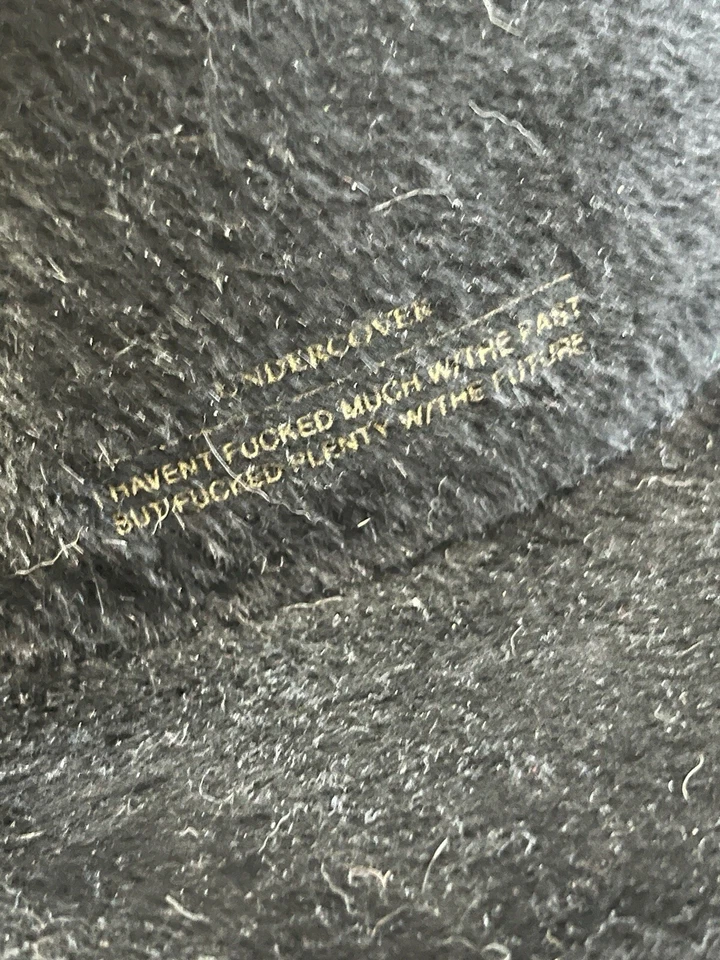 UNDERCOVER
HAVENT FUCKED MUCH W/THE PAST
BUT FUCKED PLENTY W/THE FUTURE